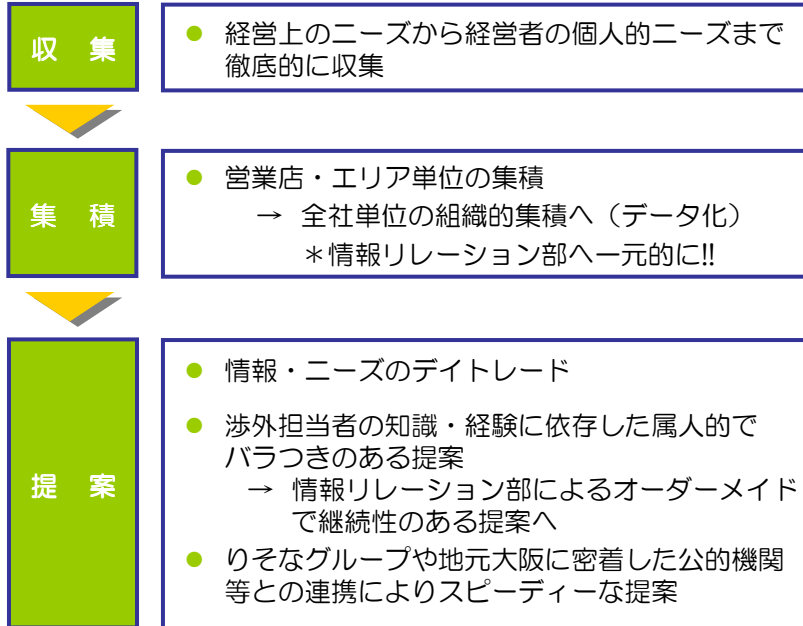 収 集
● 経営上のニーズから経営者の個人的ニーズまで
徹底的に収集
集 積
● 営業店・エリア単位の集積
→ 全社単位の組織的集積へ（データ化）
＊情報リレーション部へ一元的に!!
提 案
● 情報・ニーズのデイトレード
● 渉外担当者の知識・経験に依存した属人的で
バラつきのある提案
→ 情報リレーション部によるオーダーメイド
で継続性のある提案へ
● りそなグループや地元大阪に密着した公的機関
等との連携によりスピーディーな提案